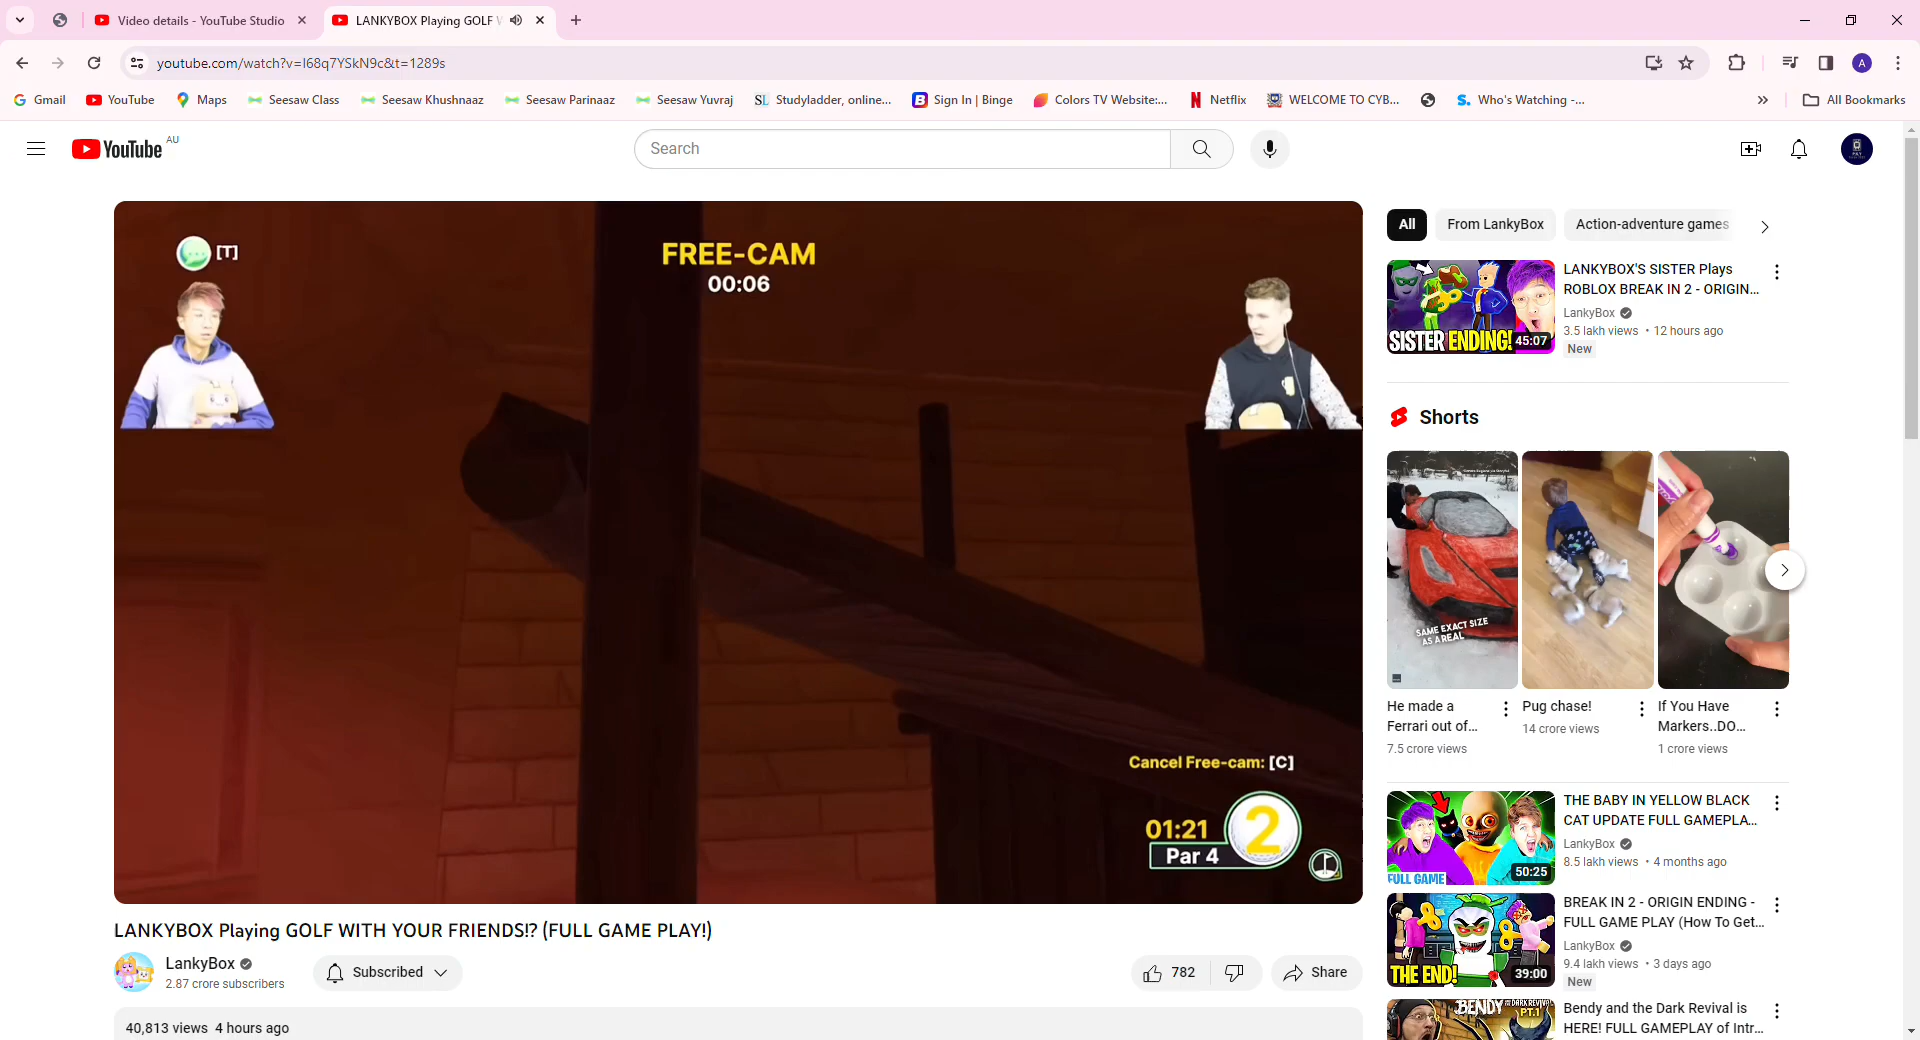 Video details - YouTube Studio
LANKYBOX Playing GOLF W
youtube.com/watch?v=I68q7YSkN9c&t=1289s
A
Gmail
YouTube
Maps
Seesaw Class
Seesaw Khushnaaz
Seesaw Parinaaz
Seesaw Yuvraj
SL Studyladder, online...
B Sign In | Binge
Colors TV Website:...
Netflix
WELCOME TO CYB...
S. Who's Watching -...
All Bookmarks
YouTube AU
Search
[T]
FREE-CAM
00:06
Cancel Free-cam: [C]
01:21
Par 4
2
LANKYBOX Playing GOLF WITH YOUR FRIENDS!? (FULL GAME PLAY!)
LankyBox
2.87 crore subscribers
Subscribed
782
Share
40,813 views 4 hours ago
All
From LankyBox
Action-adventure games
SISTER ENDING!
45:07
LANKYBOX'S SISTER Plays
ROBLOX BREAK IN 2 - ORIGIN...
LankyBox
3.5 lakh views • 12 hours ago
New
Shorts
SAME EXACT SIZE
AS A REAL
He made a
Ferrari out of...
7.5 crore views
Pug chase!
14 crore views
If You Have
Markers..DO...
1 crore views
FULL GAME
50:25
THE BABY IN YELLOW BLACK
CAT UPDATE FULL GAMEPLA...
LankyBox
8.5 lakh views • 4 months ago
THE END!
39:00
BREAK IN 2 - ORIGIN ENDING -
FULL GAME PLAY (How To Get...
LankyBox
9.4 lakh views • 3 days ago
New
BENDY
PT.1
Bendy and the Dark Revival is
HERE! FULL GAMEPLAY of Intr...